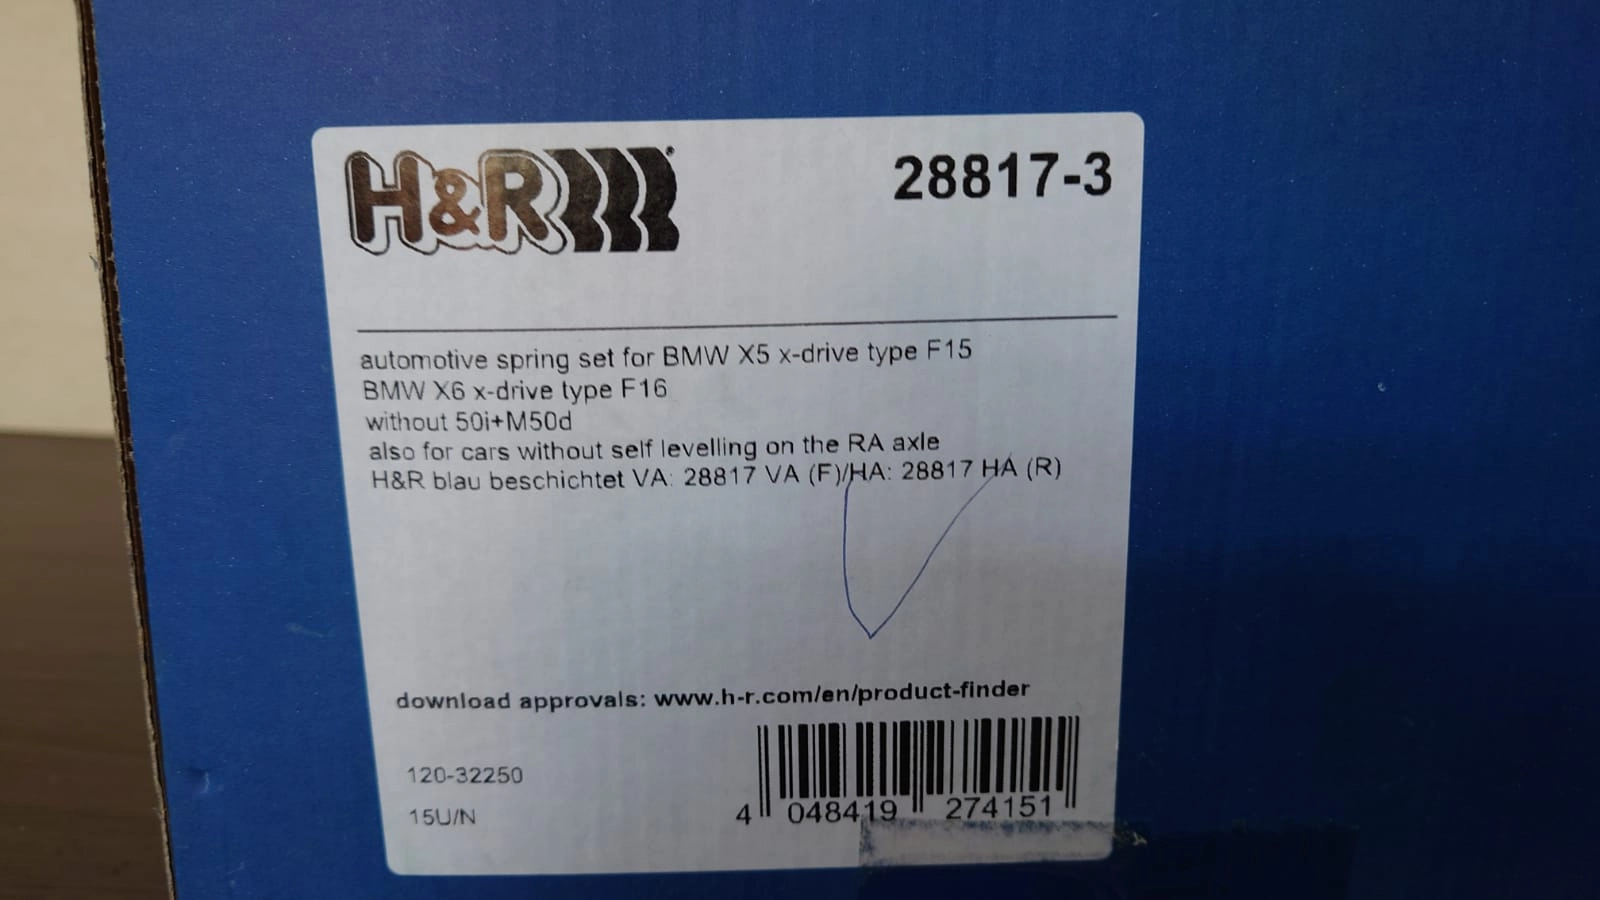 H&R
28817-3
automotive spring set for BMW X5 x-drive type F15
BMW X6 x-drive type F16
without 50i+M50d
also for cars without self levelling on the RA axle
H&R blau beschichtet VA: 28817 VA (F)/HA: 28817 HA (R)
download approvals: www.h-r.com/en/product-finder
120-32250
15U/N
4 048419 274151